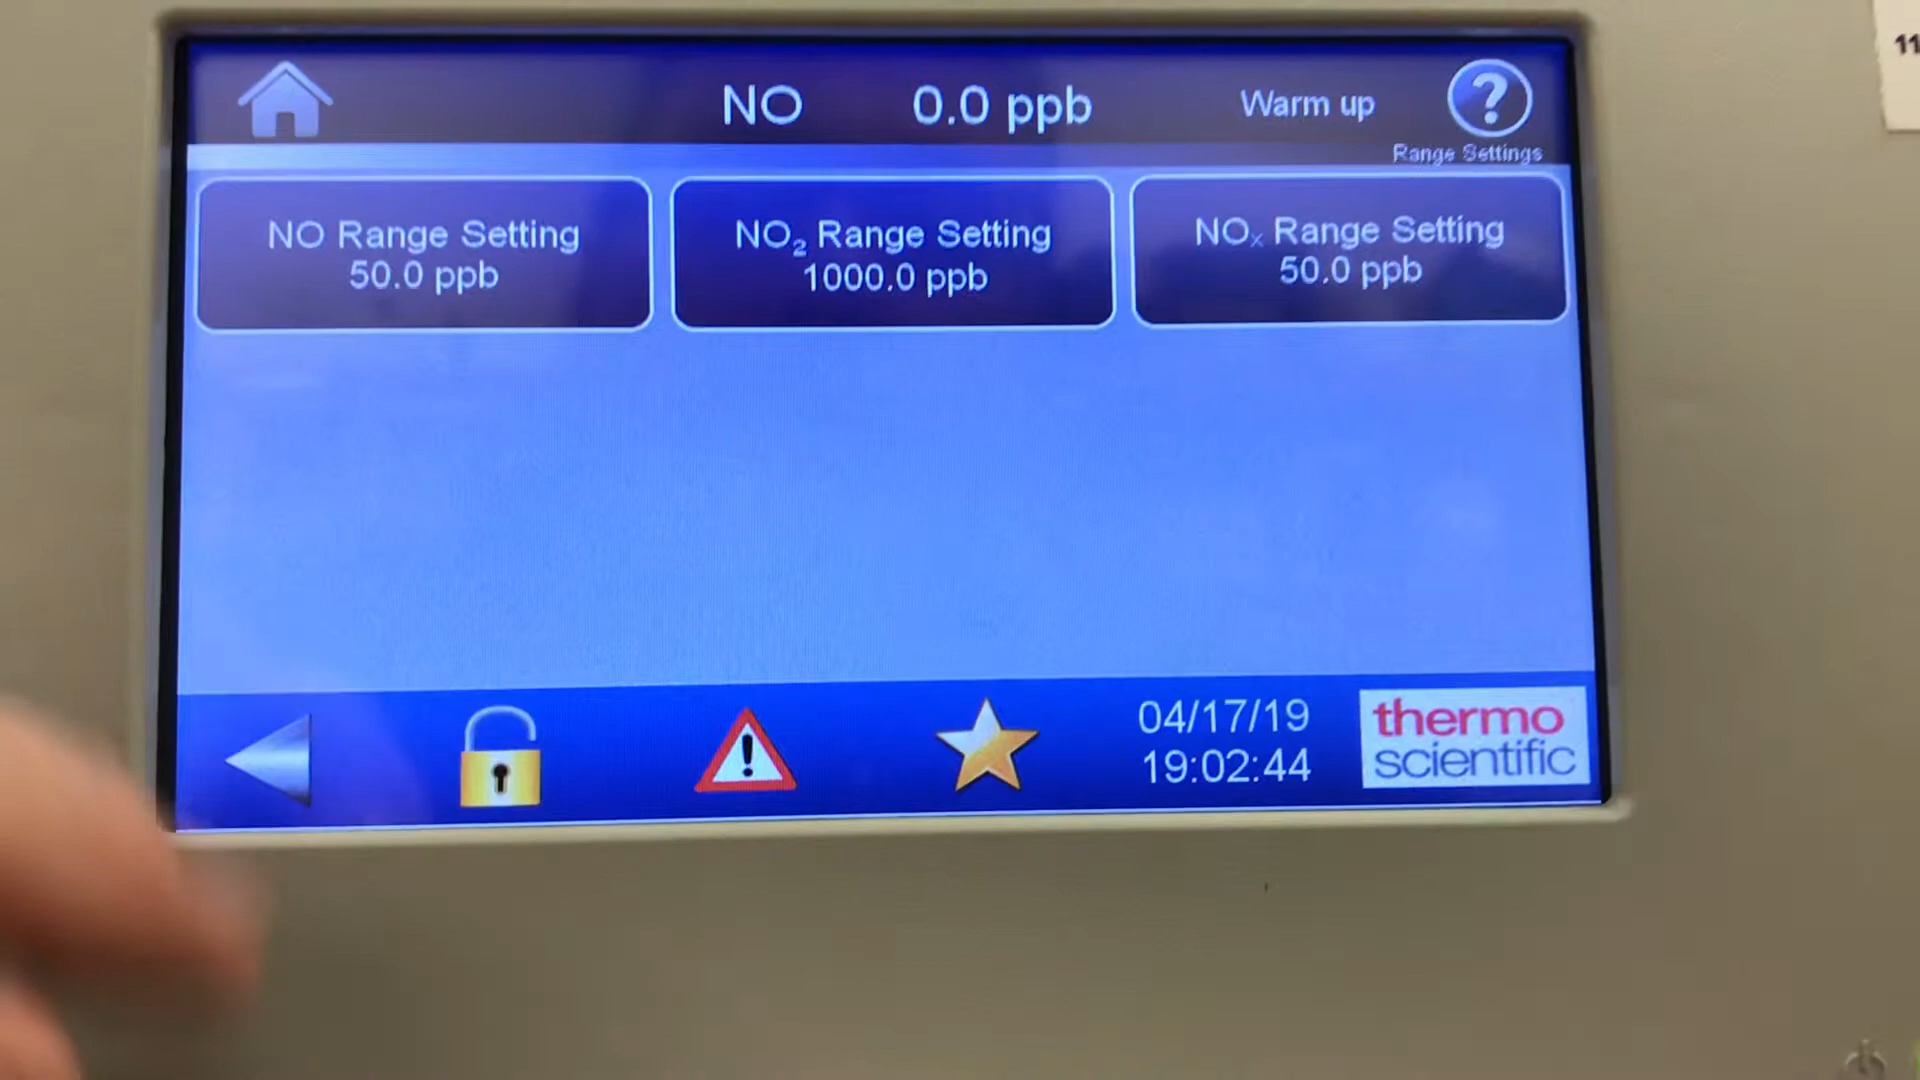 NO 0.0 ppb Warm up ?
Range Settings
NO Range Setting
50.0 ppb
NO₂ Range Setting
1000.0 ppb
NOₓ Range Setting
50.0 ppb
04/17/19
19:02:44
thermo
scientific
11